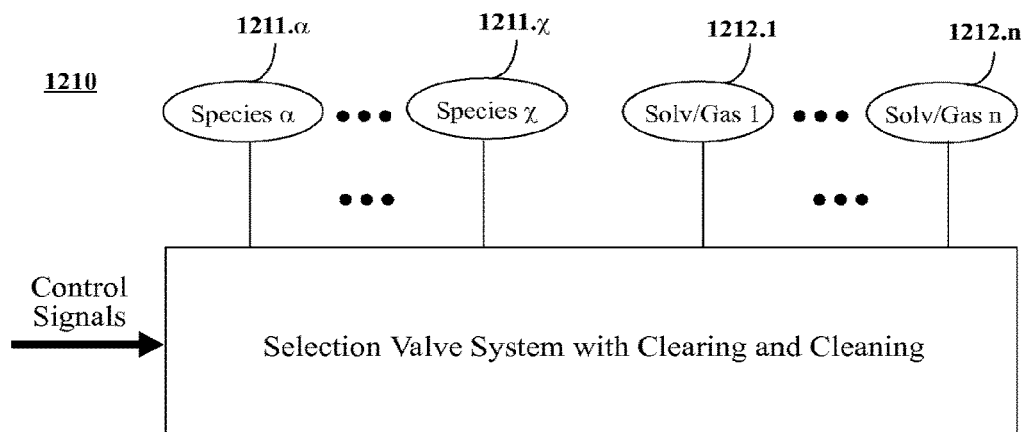 1211.α 1211.χ 1212.1 1212.n
1210
Species α Species χ Solv/Gas 1 Solv/Gas n
Control
Signals
Selection Valve System with Clearing and Cleaning